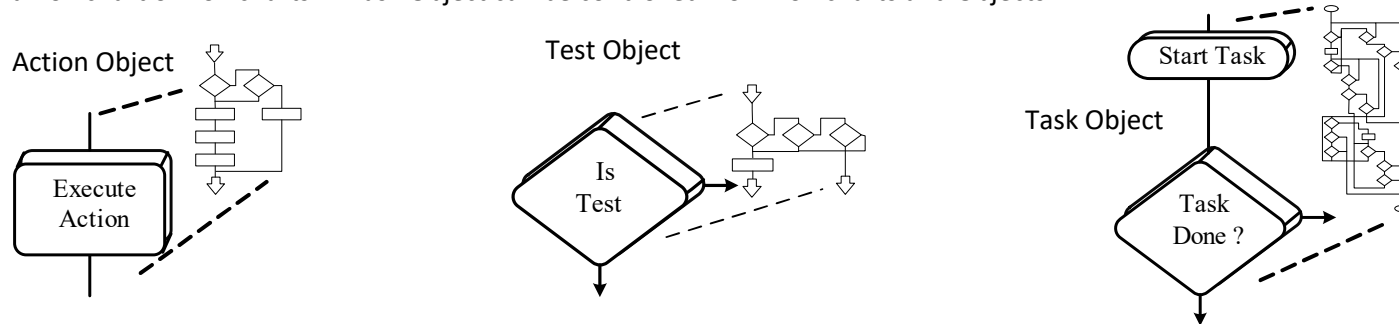 Action Object
Execute
Action
Test Object
Is
Test
Task Object
Start Task
Task
Done ?